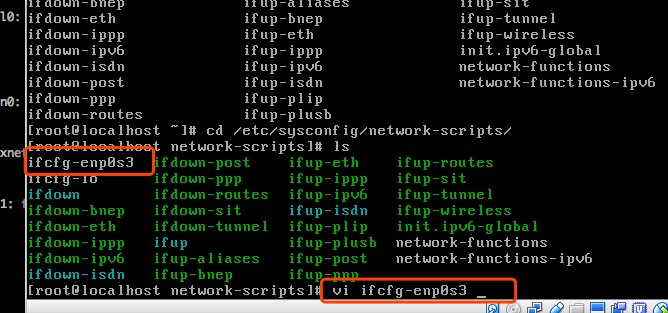 l0: ifdown-bnep ifup-aliases ifup-sit
ifdown-eth ifup-bnep ifup-tunnel
ifdown-ippp ifup-eth ifup-wireless
ifdown-ipv6 ifup-ippp init.ipv6-global
ifdown-isdn ifup-ipv6 network-functions
ifdown-post ifup-isdn network-functions-ipv6
n0: ifdown-ppp ifup-plip
ifdown-routes ifup-plusb
[root@localhost ~]# cd /etc/sysconfig/network-scripts/
xnet [root@localhost network-scripts]# ls
ifcfg-enp0s3 ifdown-post ifup-eth ifup-routes
ifcfg-lo ifdown-ppp ifup-ippp ifup-sit
1: f ifdown ifdown-routes ifup-ipv6 ifup-tunnel
ifdown-bnep ifdown-sit ifup-isdn ifup-wireless
ifdown-eth ifdown-tunnel ifup-plip init.ipv6-global
ifdown-ippp ifup ifup-plusb network-functions
ifdown-ipv6 ifup-aliases ifup-post network-functions-ipv6
ifdown-isdn ifup-bnep ifup-ppp
[root@localhost network-scripts]# vi ifcfg-enp0s3 _